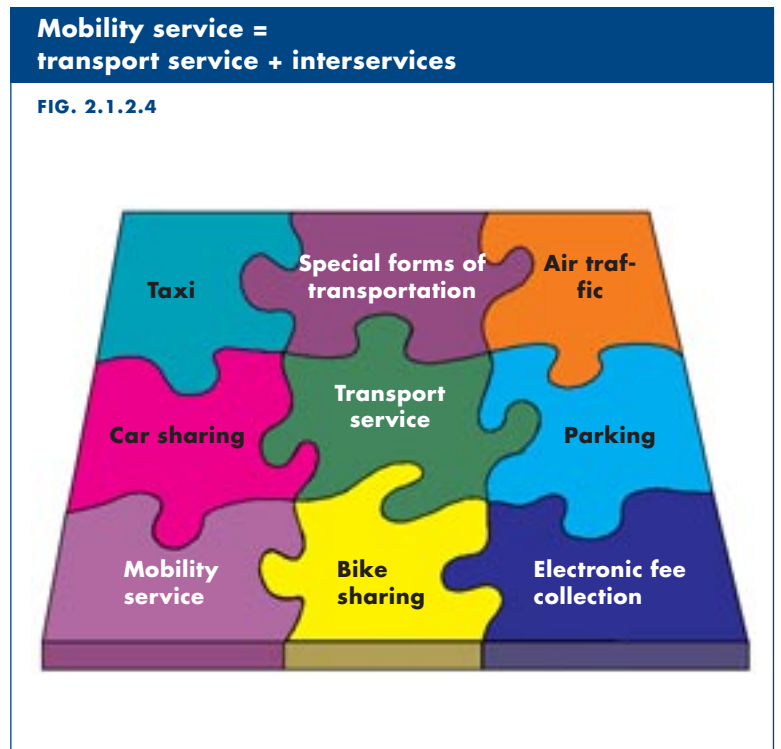 Mobility service =
transport service + interservices
FIG. 2.1.2.4
Taxi
Special forms of
transportation
Air traf-
fic
Car sharing
Transport
service
Parking
Mobility
service
Bike
sharing
Electronic fee
collection